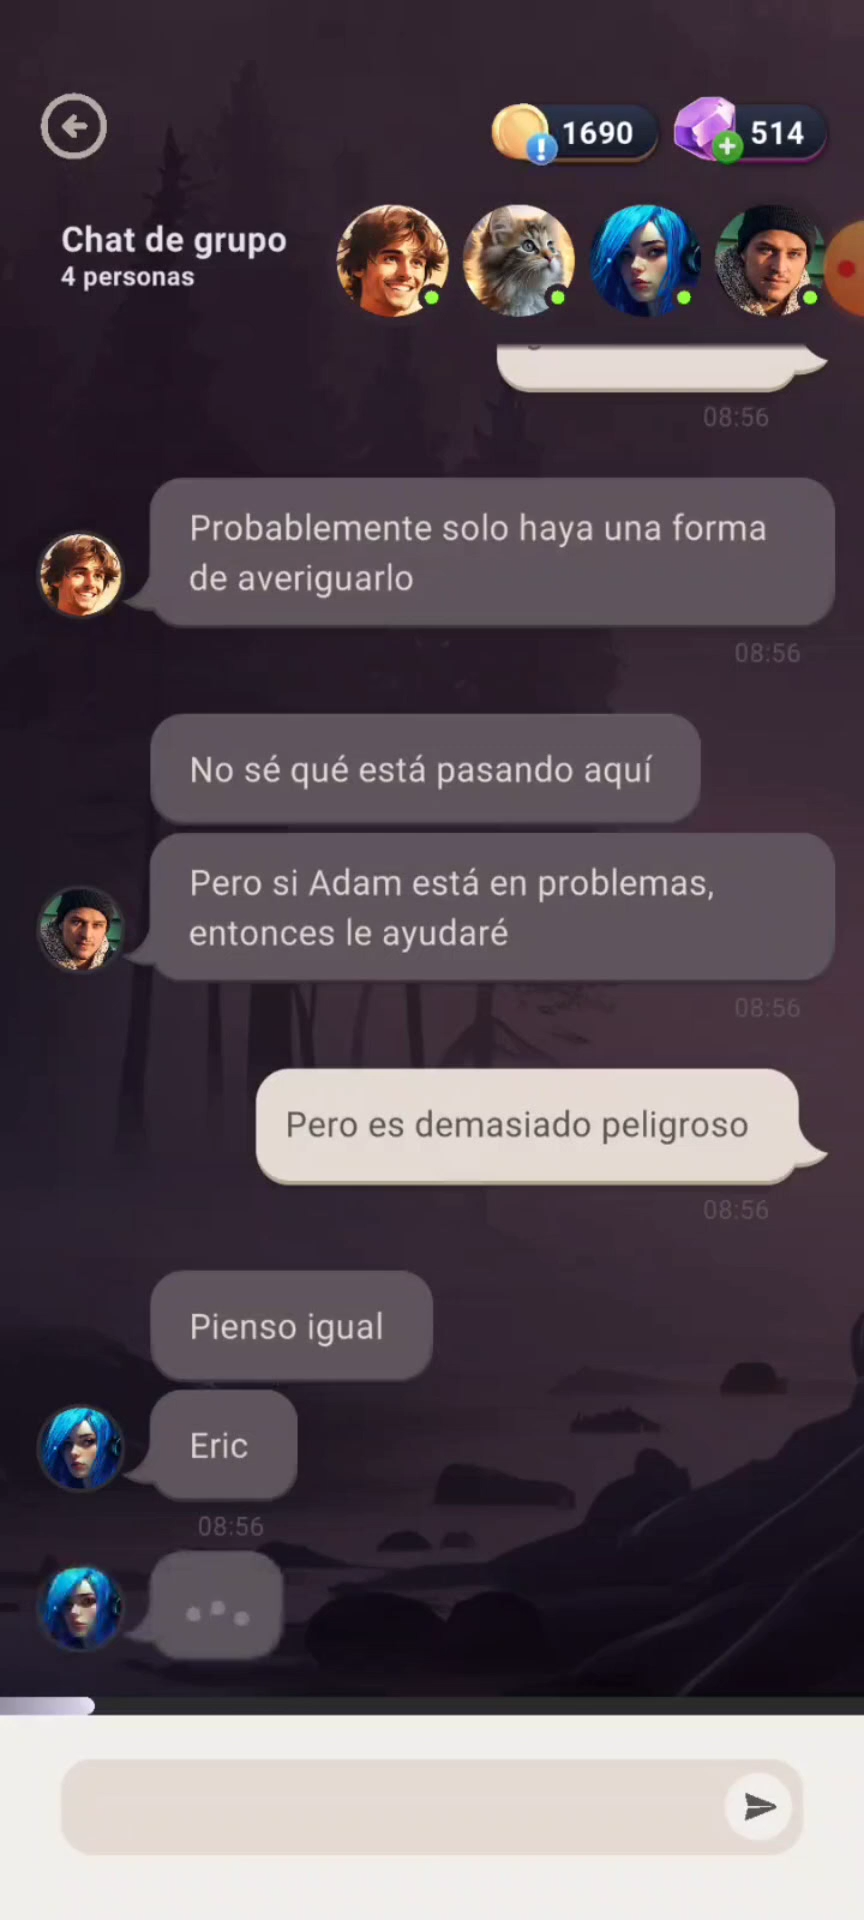 1690
514
Chat de grupo
4 personas
08:56
Probablemente solo haya una forma
de averiguarlo
08:56
No sé qué está pasando aquí
Pero si Adam está en problemas,
entonces le ayudaré
08:56
Pero es demasiado peligroso
08:56
Pienso igual
Eric
08:56